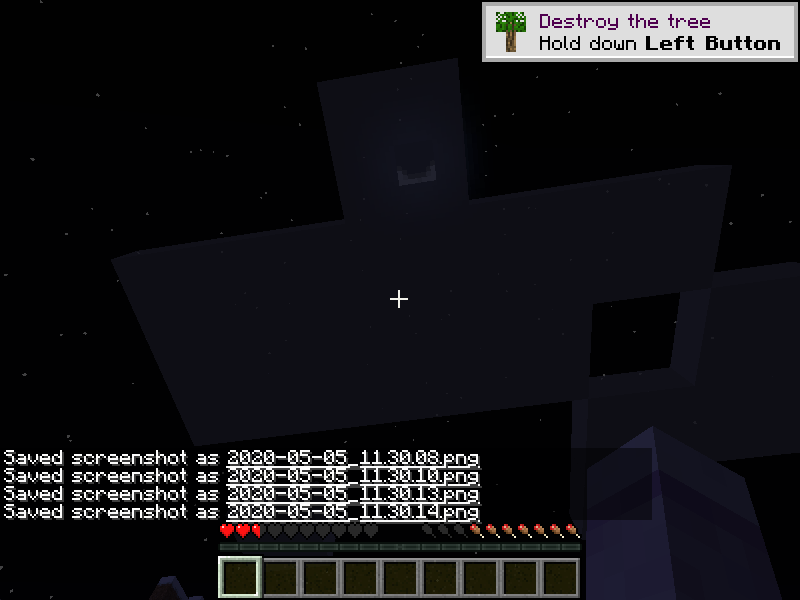 Destroy the tree
Hold down Left Button
Saved screenshot as 2020-05-05_11.30.08.png
Saved screenshot as 2020-05-05_11.30.10.png
Saved screenshot as 2020-05-05_11.30.13.png
Saved screenshot as 2020-05-05_11.30.14.png